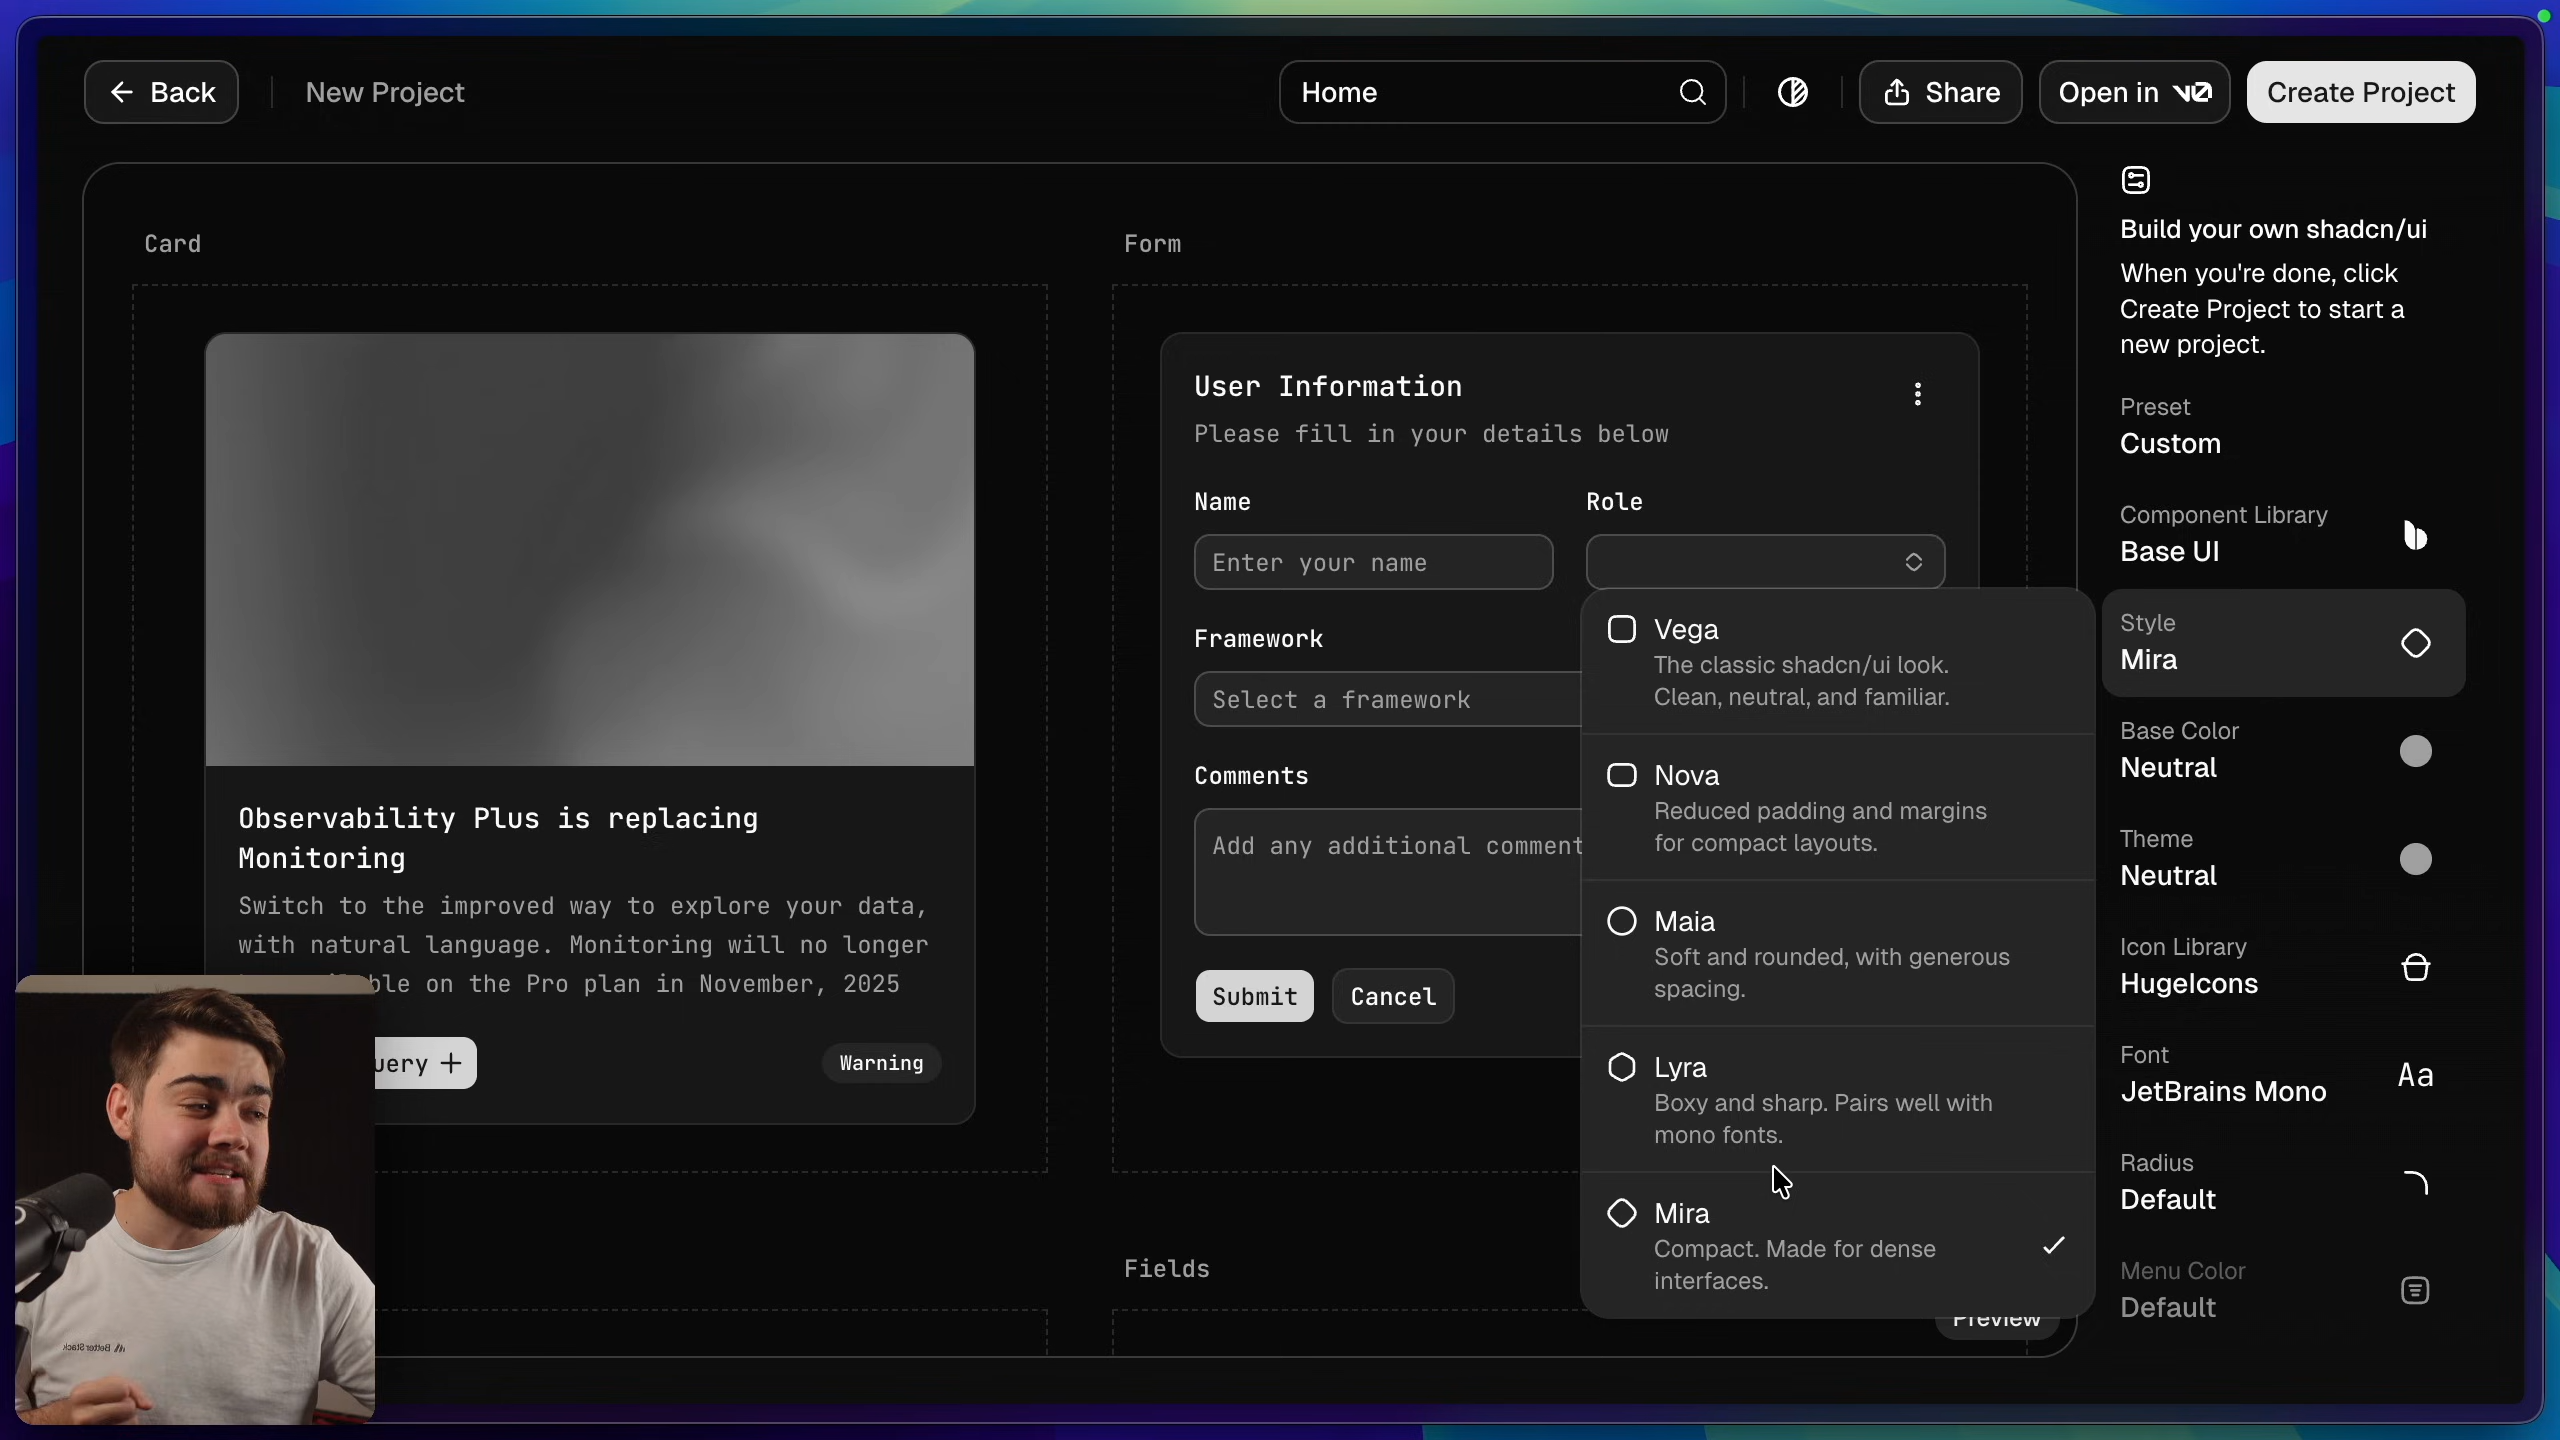 Back
New Project
Home
Share
Open in v0
Create Project
Card
Observability Plus is replacing
Monitoring
Switch to the improved way to explore your data,
with natural language. Monitoring will no longer
on the Pro plan in November, 2025
Warning
Form
User Information
Please fill in your details below
Name
Role
Enter your name
Framework
Select a framework
Comments
Add any additional comment
Submit
Cancel
Fields
Vega
The classic shadcn/ui look.
Clean, neutral, and familiar.
Nova
Reduced padding and margins
for compact layouts.
Maia
Soft and rounded, with generous
spacing.
Lyra
Boxy and sharp. Pairs well with
mono fonts.
Mira
Compact. Made for dense
interfaces.
Preview
Build your own shadcn/ui
When you're done, click
Create Project to start a
new project.
Preset
Custom
Component Library
Base UI
Style
Mira
Base Color
Neutral
Theme
Neutral
Icon Library
HugeIcons
Font
JetBrains Mono
Aa
Radius
Default
Menu Color
Default
Better Stack